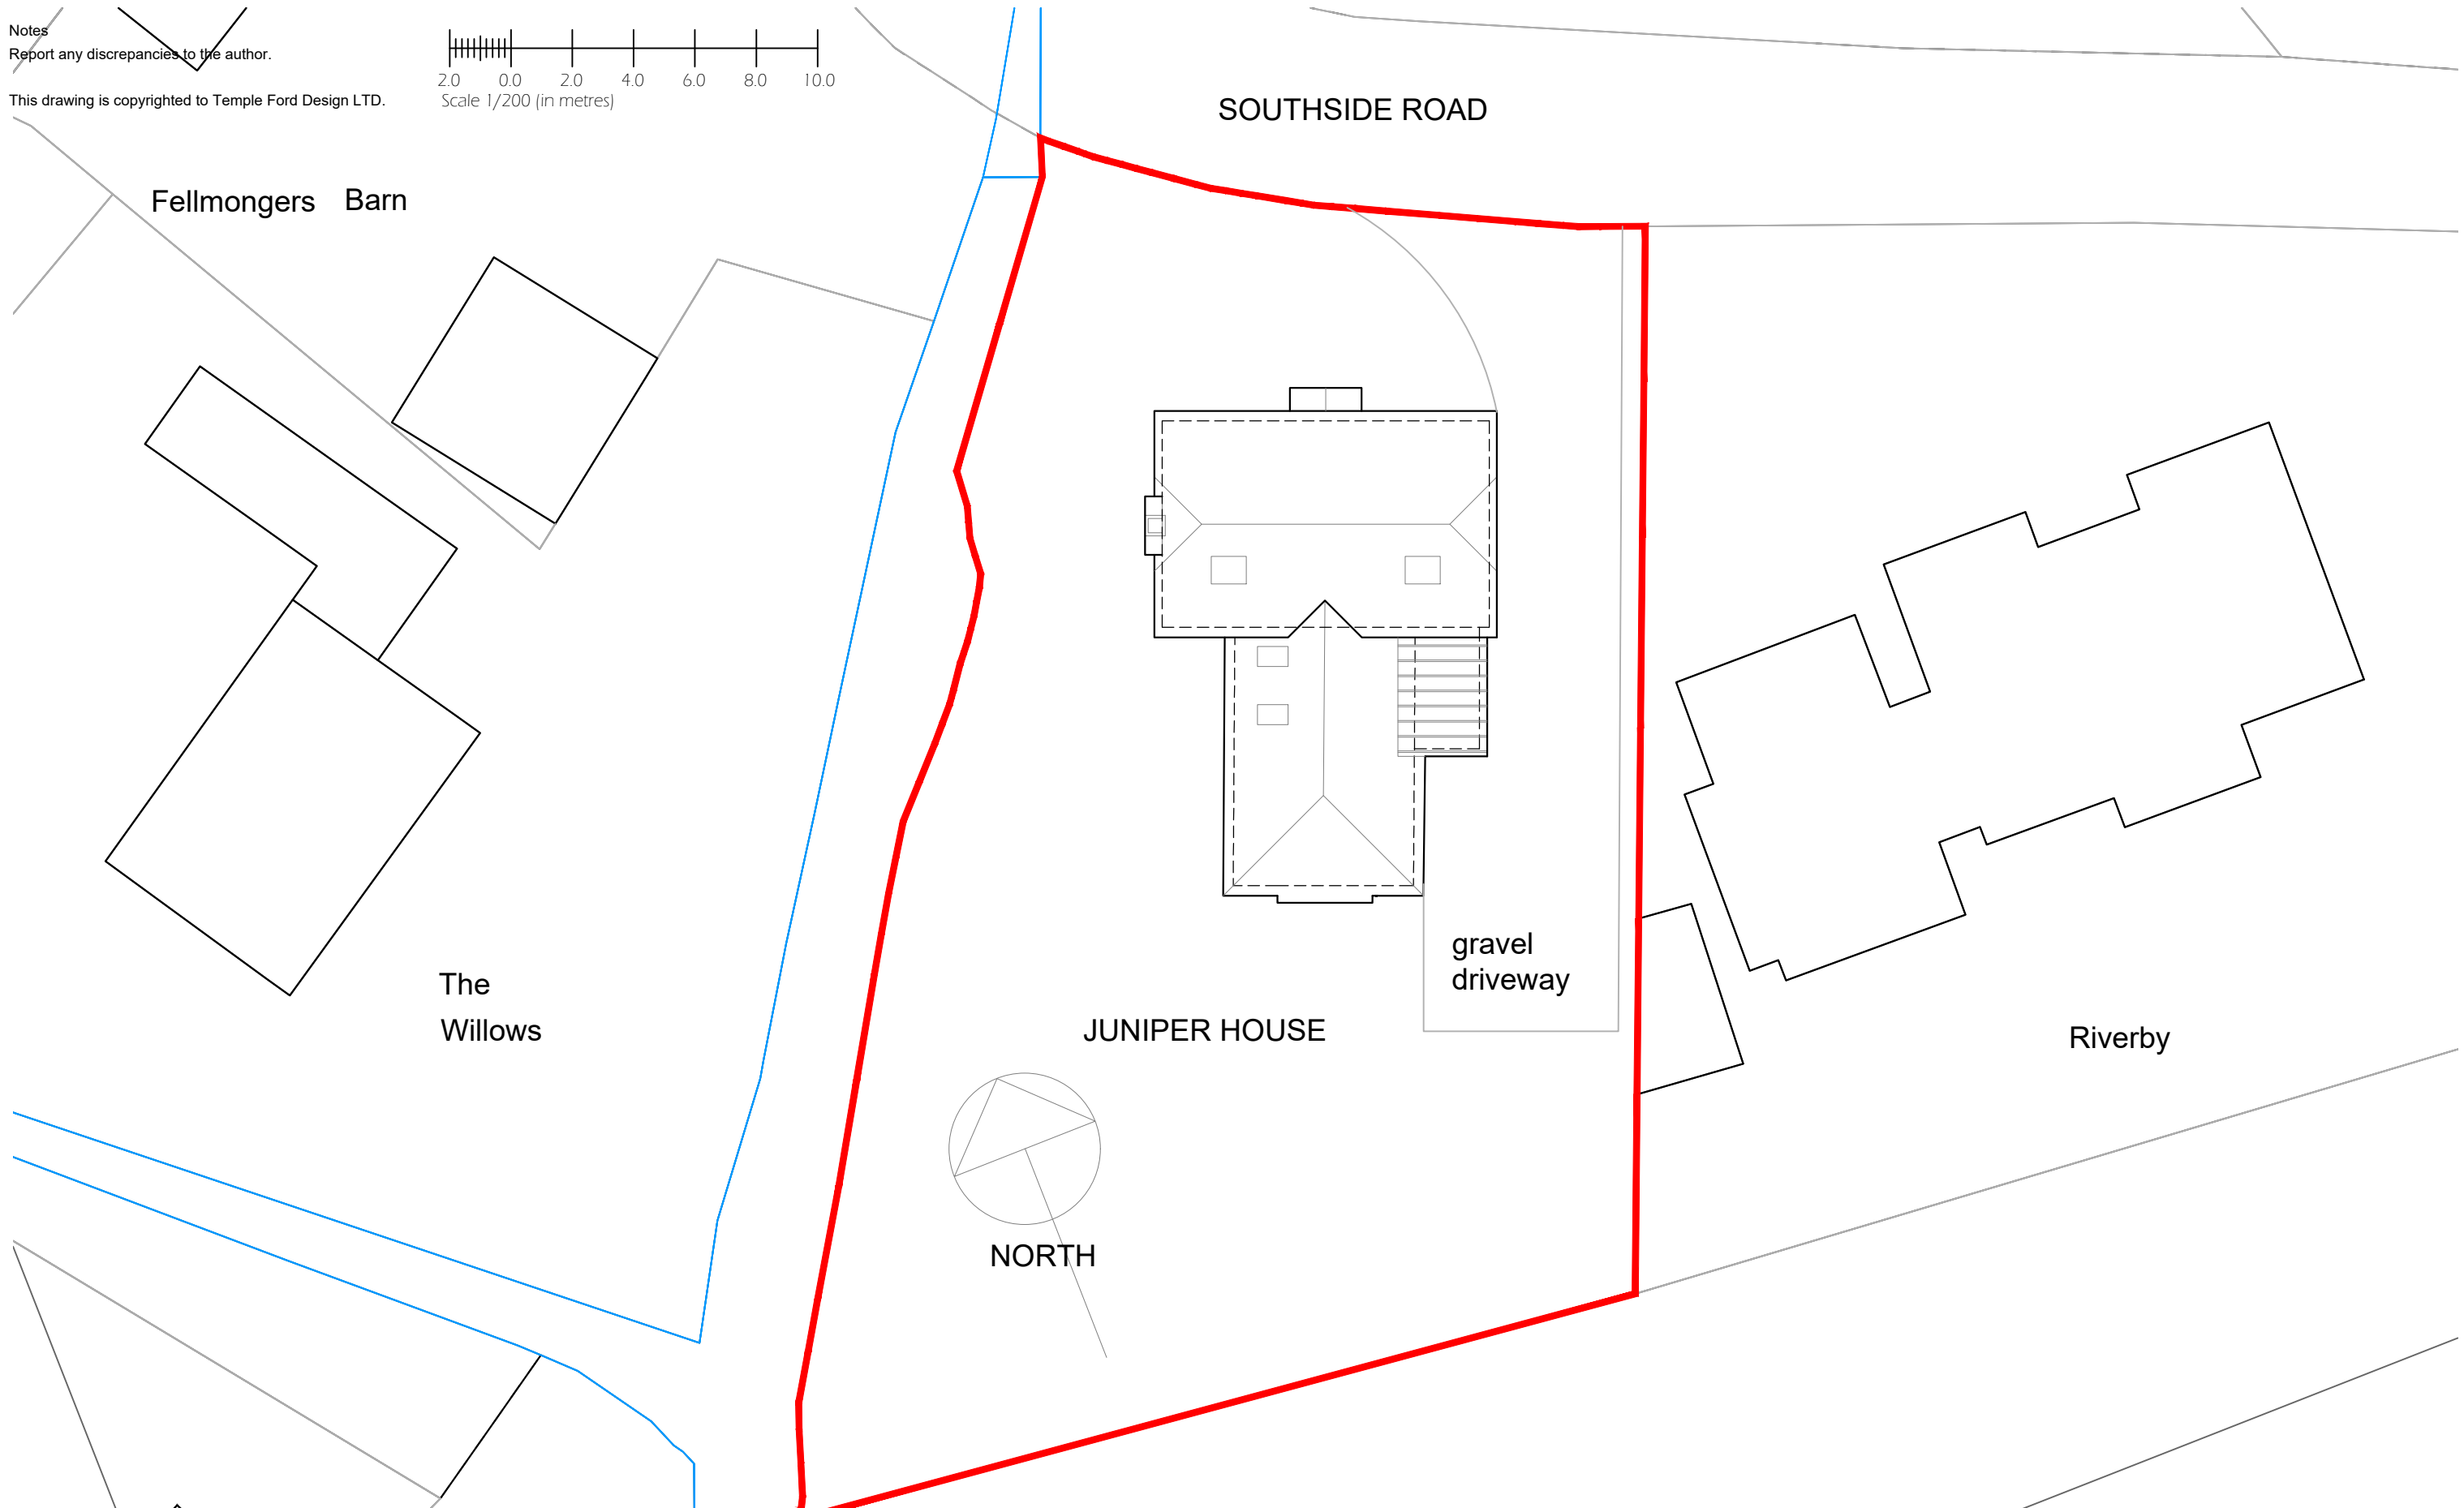 Notes
Report any discrepancies to the author.
This drawing is copyrighted to Temple Ford Design LTD.
2.0 0.0 2.0 4.0 6.0 8.0 10.0
Scale 1/200 (in metres)
SOUTHSIDE ROAD
Fellmongers Barn
gravel
driveway
The
Willows
JUNIPER HOUSE
Riverby
NORTH